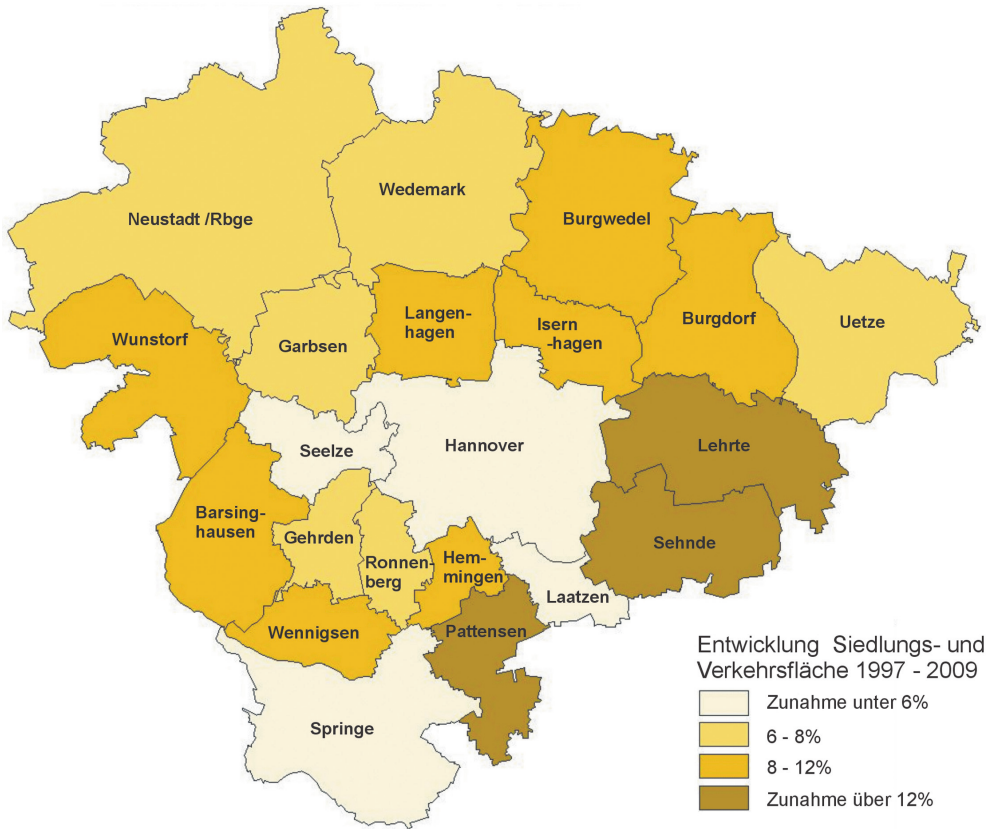 Wedemark
Neustadt /Rbge
Burgwedel
Langen-
hagen
Isern
-hagen
Burgdorf
Uetze
Wunstorf
Garbsen
Seelze
Hannover
Lehrte
Barsing-
hausen
Gehrden
Ronnen-
berg
Hem-
mingen
Sehnde
Laatzen
Wennigsen
Pattensen
Springe
Entwicklung Siedlungs- und
Verkehrsfläche 1997 - 2009
Zunahme unter 6%
6 - 8%
8 - 12%
Zunahme über 12%